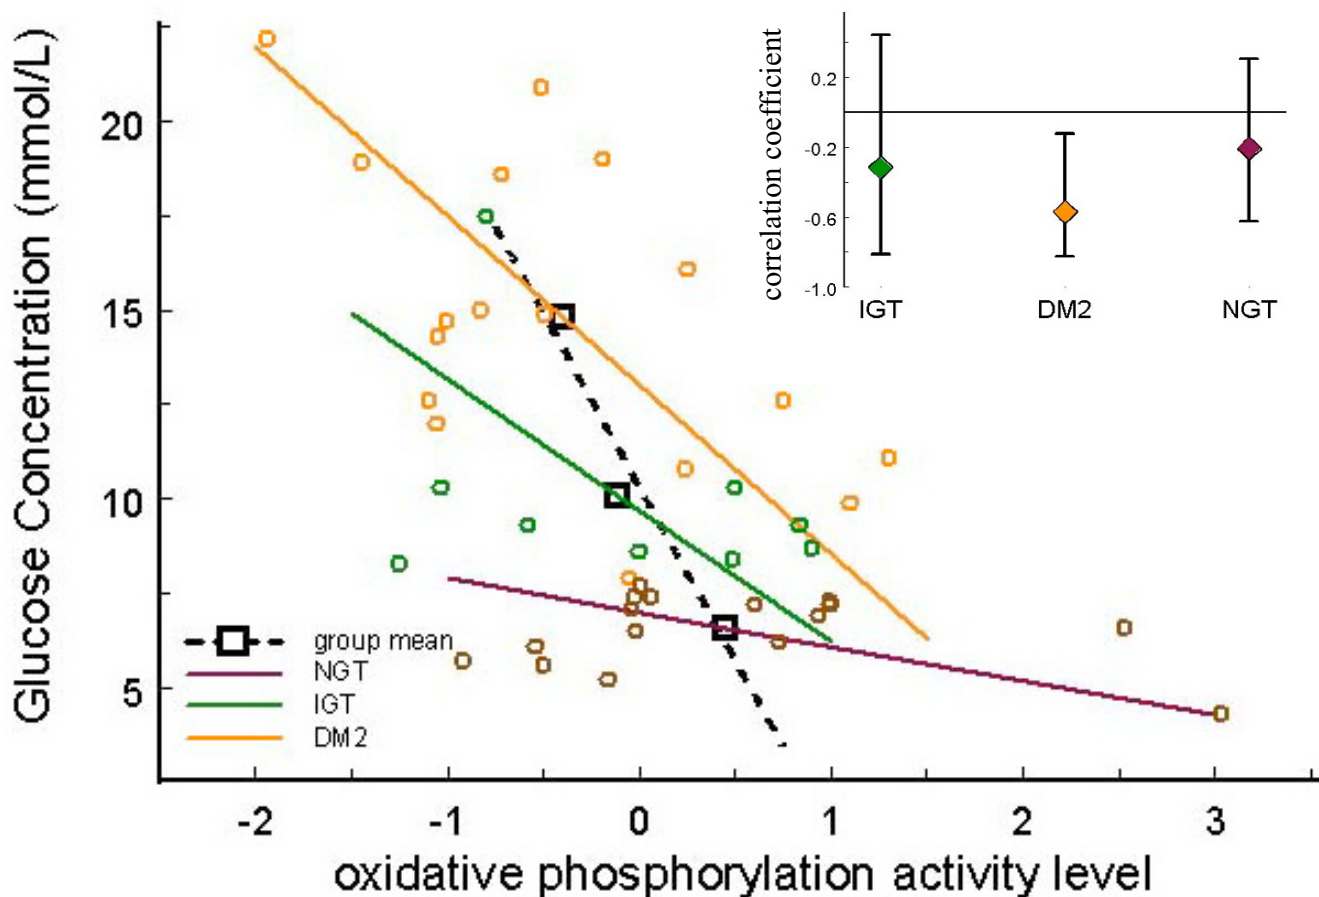 Glucose Concentration (mmol/L)
20
15
10
5
-2 -1 0 1 2 3
oxidative phosphorylation activity level
group mean
NGT
IGT
DM2
correlation coefficient
0.2
-0.2
-0.6
-1.0
IGT DM2 NGT